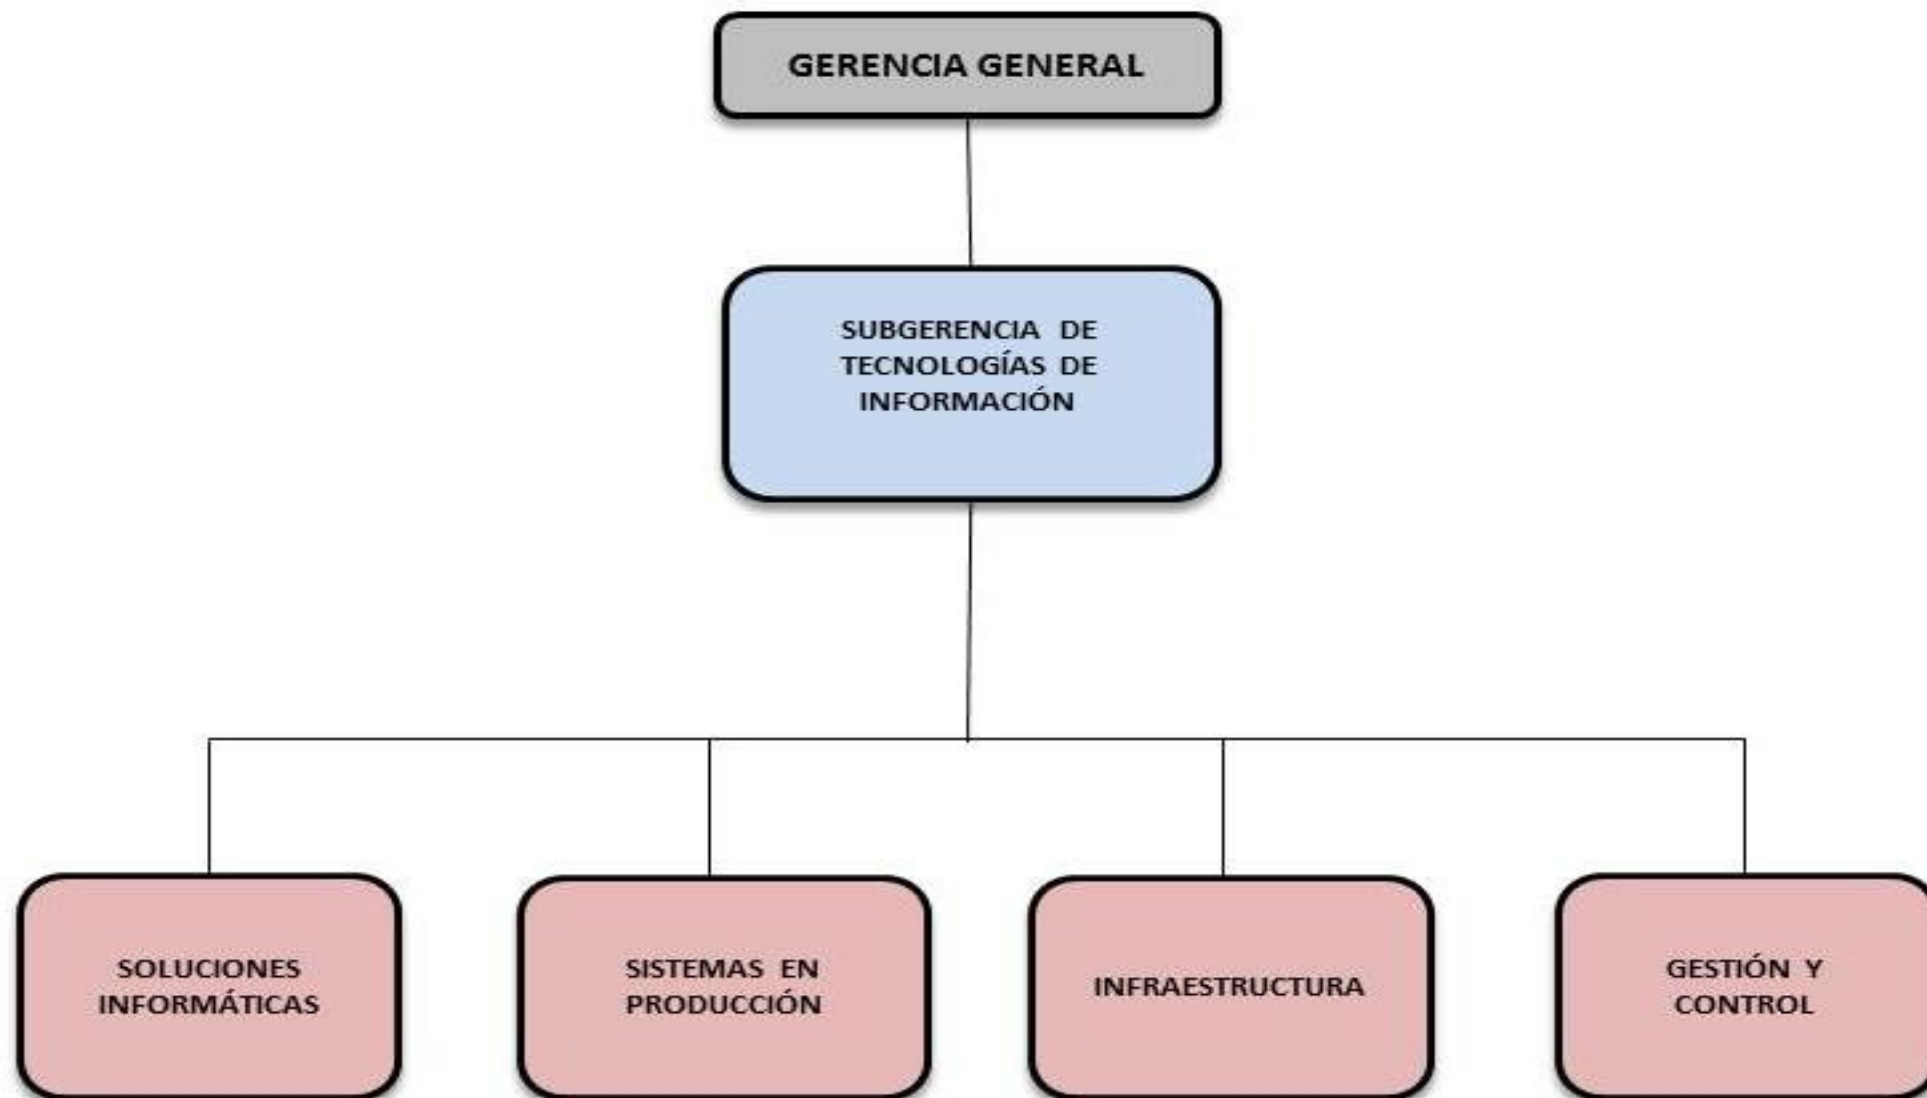 GERENCIA GENERAL
SUBGERENCIA DE
TECNOLOGÍAS DE
INFORMACIÓN
SOLUCIONES
INFORMÁTICAS
SISTEMAS EN
PRODUCCIÓN
INFRAESTRUCTURA
GESTIÓN Y
CONTROL